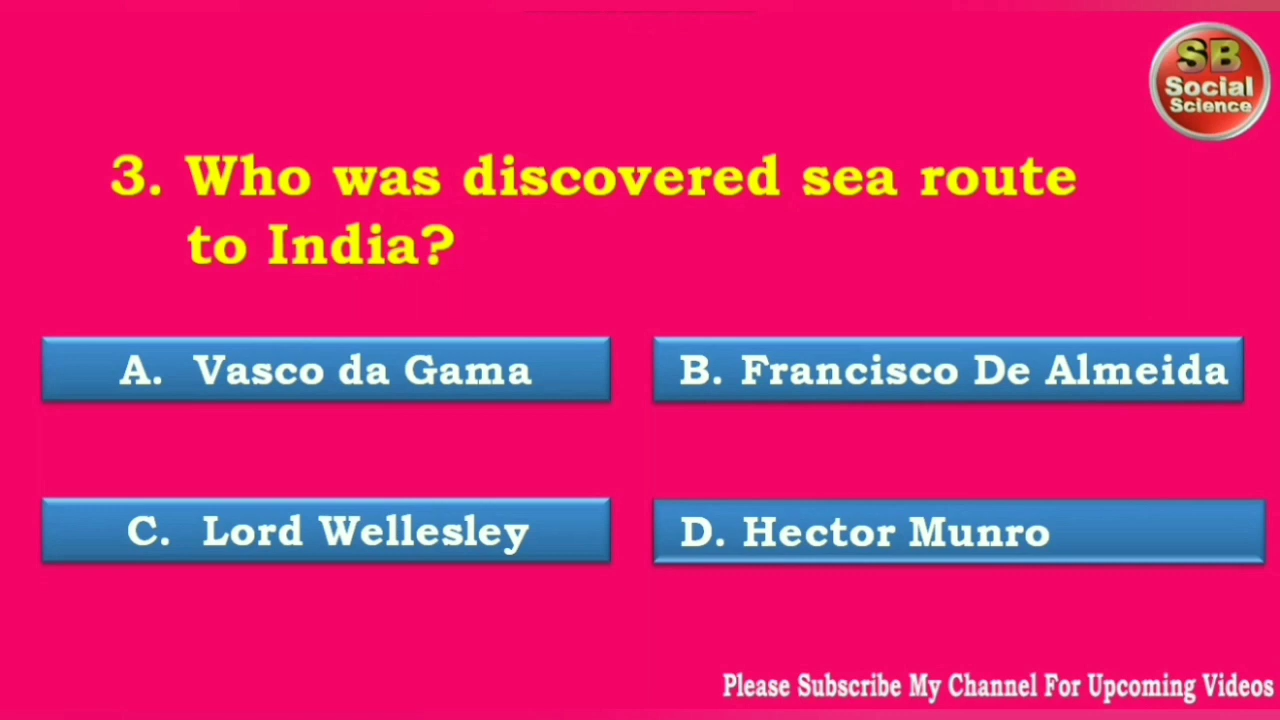 SB
Social
Science
3. Who was discovered sea route
to India?
A. Vasco da Gama
B. Francisco De Almeida
C. Lord Wellesley
D. Hector Munro
Please Subscribe My Channel For Upcoming Videos